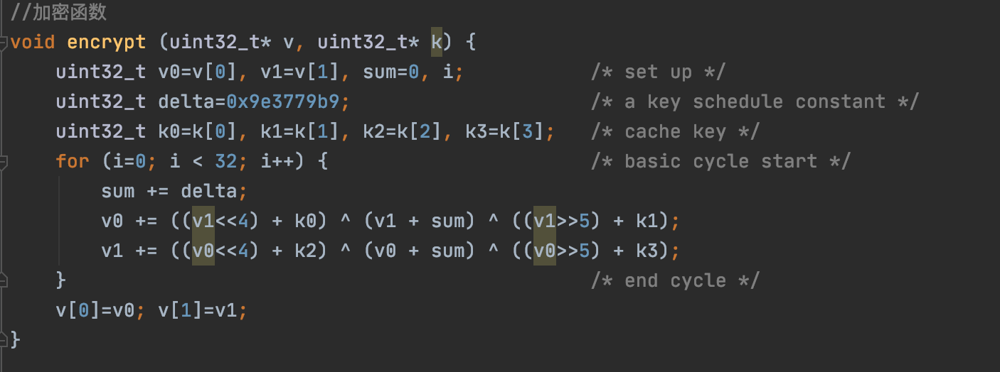 //加密函数
void encrypt (uint32_t* v, uint32_t* k) {
    uint32_t v0=v[0], v1=v[1], sum=0, i;           /* set up */
    uint32_t delta=0x9e3779b9;                     /* a key schedule constant */
    uint32_t k0=k[0], k1=k[1], k2=k[2], k3=k[3];   /* cache key */
    for (i=0; i < 32; i++) {                       /* basic cycle start */
        sum += delta;
        v0 += ((v1<<4) + k0) ^ (v1 + sum) ^ ((v1>>5) + k1);
        v1 += ((v0<<4) + k2) ^ (v0 + sum) ^ ((v0>>5) + k3);
    }                                              /* end cycle */
    v[0]=v0; v[1]=v1;
}